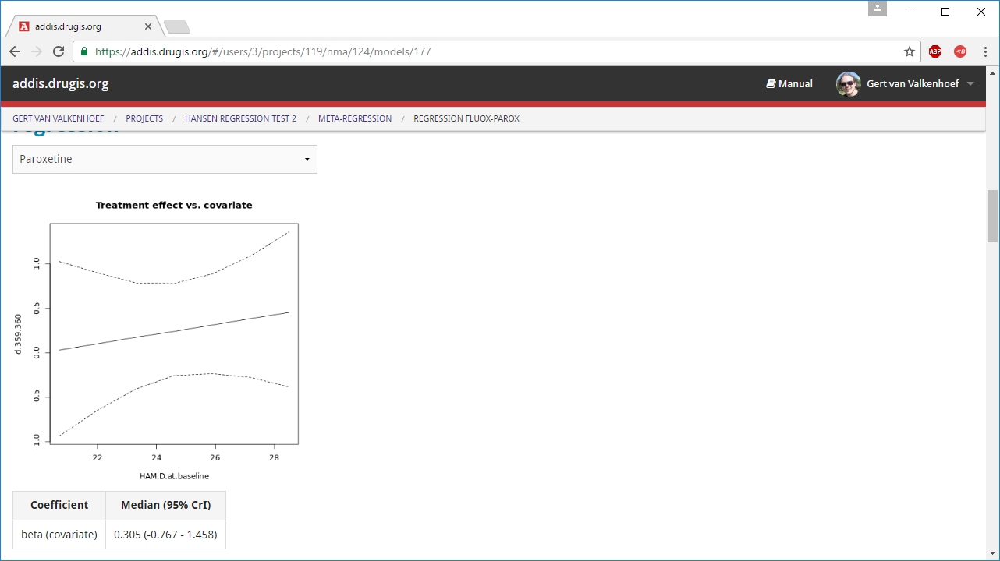 addis.drugis.org
https://addis.drugis.org/#/users/3/projects/119/nma/124/models/177
ABP
addis.drugis.org
Manual
Gert van Valkenhoef
GERT VAN VALKENHOEF / PROJECTS / HANSEN REGRESSION TEST 2 / META-REGRESSION / REGRESSION FLUOX-PAROX
Paroxetine
Treatment effect vs. covariate
1.0
0.5
0.0
-0.5
-1.0
d.359.360
22 24 26 28
HAM.D.at.baseline
Coefficient Median (95% CrI)
beta (covariate) 0.305 (-0.767 - 1.458)